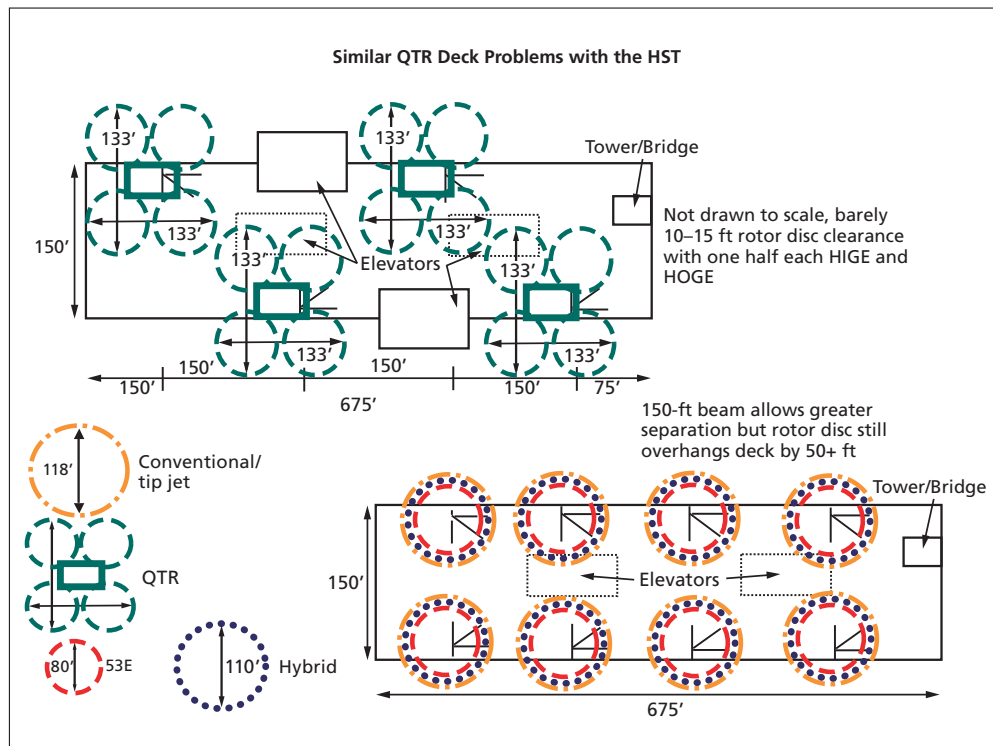 Similar QTR Deck Problems with the HST
133’
133’
Tower/Bridge
150’
133’
133’
Not drawn to scale, barely
10–15 ft rotor disc clearance
with one half each HIGE and
HOGE
133’
Elevators
133’
133’
133’
150’
150’
150’
150’
75’
675’
150-ft beam allows greater
separation but rotor disc still
overhangs deck by 50+ ft
118’
Conventional/
tip jet
Tower/Bridge
QTR
150’
Elevators
80’
53E
110’
Hybrid
675’